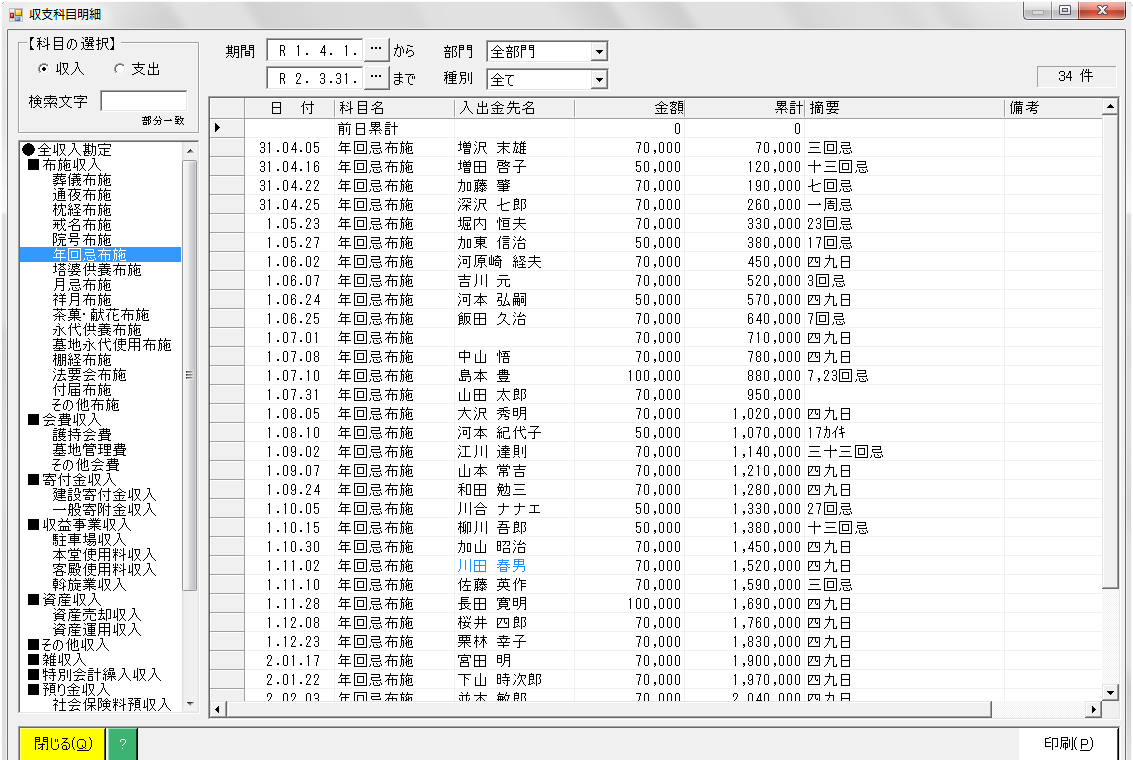 収支科目明細
【科目の選択】
収入 支出
検索文字
部分一致
期間 R 1. 4. 1. ... から 部門 全部門
R 2. 3.31. ... まで 種別 全て
34 件
●全収入勘定
■布施収入
葬儀布施
通夜布施
枕経布施
戒名布施
院号布施
年回忌布施
塔婆供養布施
月忌布施
祥月布施
茶菓・献花布施
永代供養布施
墓地永代使用布施
棚経布施
法要会布施
付届布施
その他布施
■会費収入
護持会費
墓地管理費
その他会費
■寄付金収入
建設寄付金収入
一般寄附金収入
■収益事業収入
駐車場収入
本堂使用料収入
客殿使用料収入
斡旋業収入
■資産収入
資産売却収入
資産運用収入
■その他収入
■雑収入
■特別会計繰入収入
■預り金収入
社会保険料預収入
日 付 科目名 入出金先名 金額 累計 摘要 備考
前日累計 0 0
31.04.05 年回忌布施 増沢 末雄 70,000 70,000 三回忌
31.04.16 年回忌布施 増田 啓子 50,000 120,000 十三回忌
31.04.22 年回忌布施 加藤 肇 70,000 190,000 七回忌
31.04.25 年回忌布施 深沢 七郎 70,000 260,000 一周忌
1.05.23 年回忌布施 堀内 恒夫 70,000 330,000 23回忌
1.05.27 年回忌布施 加東 信治 50,000 380,000 17回忌
1.06.02 年回忌布施 河原崎 経夫 70,000 450,000 四九日
1.06.07 年回忌布施 吉川 元 70,000 520,000 3回忌
1.06.24 年回忌布施 河本 弘嗣 50,000 570,000 四九日
1.06.25 年回忌布施 飯田 久治 70,000 640,000 7回忌
1.07.01 年回忌布施 70,000 710,000 四九日
1.07.08 年回忌布施 中山 悟 70,000 780,000 四九日
1.07.10 年回忌布施 島本 豊 100,000 880,000 7,23回忌
1.07.31 年回忌布施 山田 太郎 70,000 950,000
1.08.05 年回忌布施 大沢 秀明 70,000 1,020,000 四九日
1.08.10 年回忌布施 河本 紀代子 50,000 1,070,000 17ｶｲｷ
1.09.02 年回忌布施 江川 達則 70,000 1,140,000 三十三回忌
1.09.07 年回忌布施 山本 常吉 70,000 1,210,000 四九日
1.09.24 年回忌布施 和田 勉三 70,000 1,280,000 四九日
1.10.05 年回忌布施 川合 ナナエ 50,000 1,330,000 27回忌
1.10.15 年回忌布施 柳川 吾郎 50,000 1,380,000 十三回忌
1.10.30 年回忌布施 加山 昭治 70,000 1,450,000 四九日
1.11.02 年回忌布施 川田 春男 70,000 1,520,000 四九日
1.11.10 年回忌布施 佐藤 英作 70,000 1,590,000 三回忌
1.11.28 年回忌布施 長田 寛明 100,000 1,690,000 四九日
1.12.08 年回忌布施 桜井 四郎 70,000 1,760,000 四九日
1.12.23 年回忌布施 栗林 幸子 70,000 1,830,000 四九日
2.01.17 年回忌布施 宮田 明 70,000 1,900,000 四九日
2.01.22 年回忌布施 下山 時次郎 70,000 1,970,000 四九日
2.02.03 年回忌布施 並木 敏郎 70,000 2,040,000 四九日
閉じる(Q) ? 印刷(P)